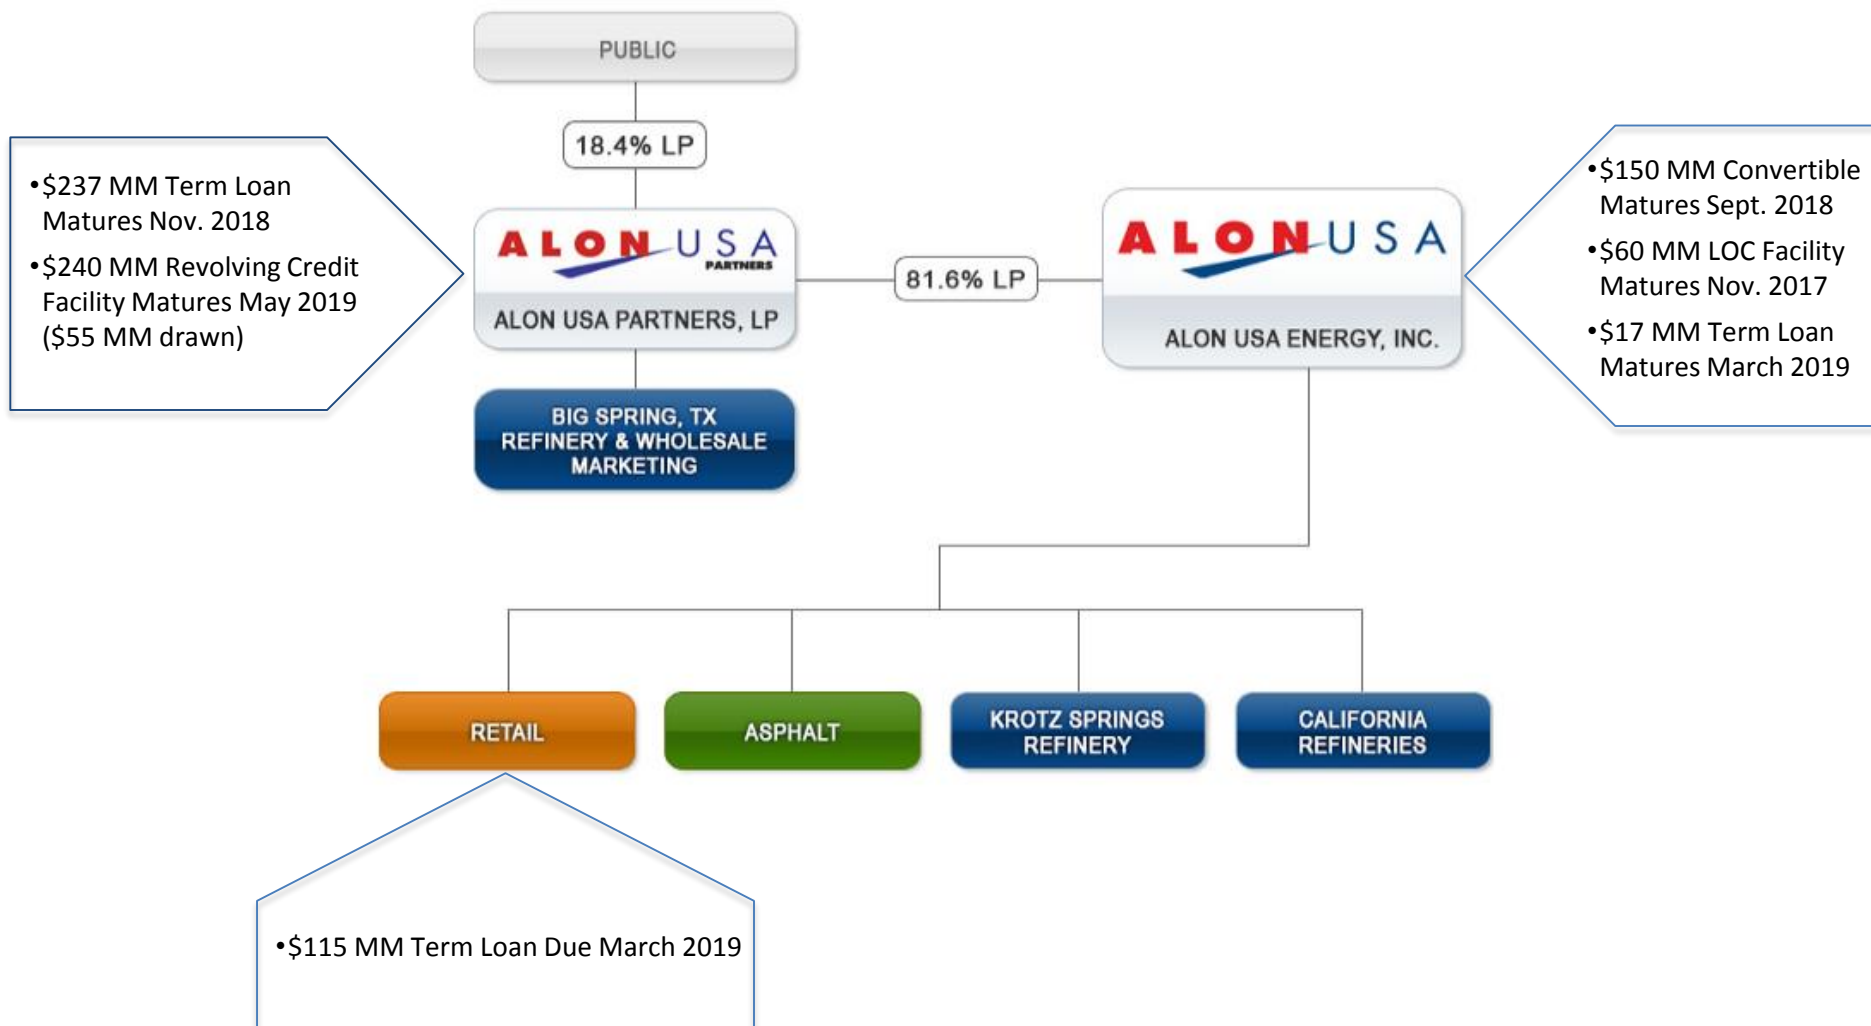 PUBLIC
18.4% LP
•$237 MM Term Loan
Matures Nov. 2018
•$240 MM Revolving Credit
Facility Matures May 2019
($55 MM drawn)
ALON USA
PARTNERS
ALON USA PARTNERS, LP
81.6% LP
ALON USA
ALON USA ENERGY, INC.
•$150 MM Convertible
Matures Sept. 2018
•$60 MM LOC Facility
Matures Nov. 2017
•$17 MM Term Loan
Matures March 2019
BIG SPRING, TX
REFINERY & WHOLESALE
MARKETING
RETAIL
ASPHALT
KROTZ SPRINGS
REFINERY
CALIFORNIA
REFINERIES
•$115 MM Term Loan Due March 2019